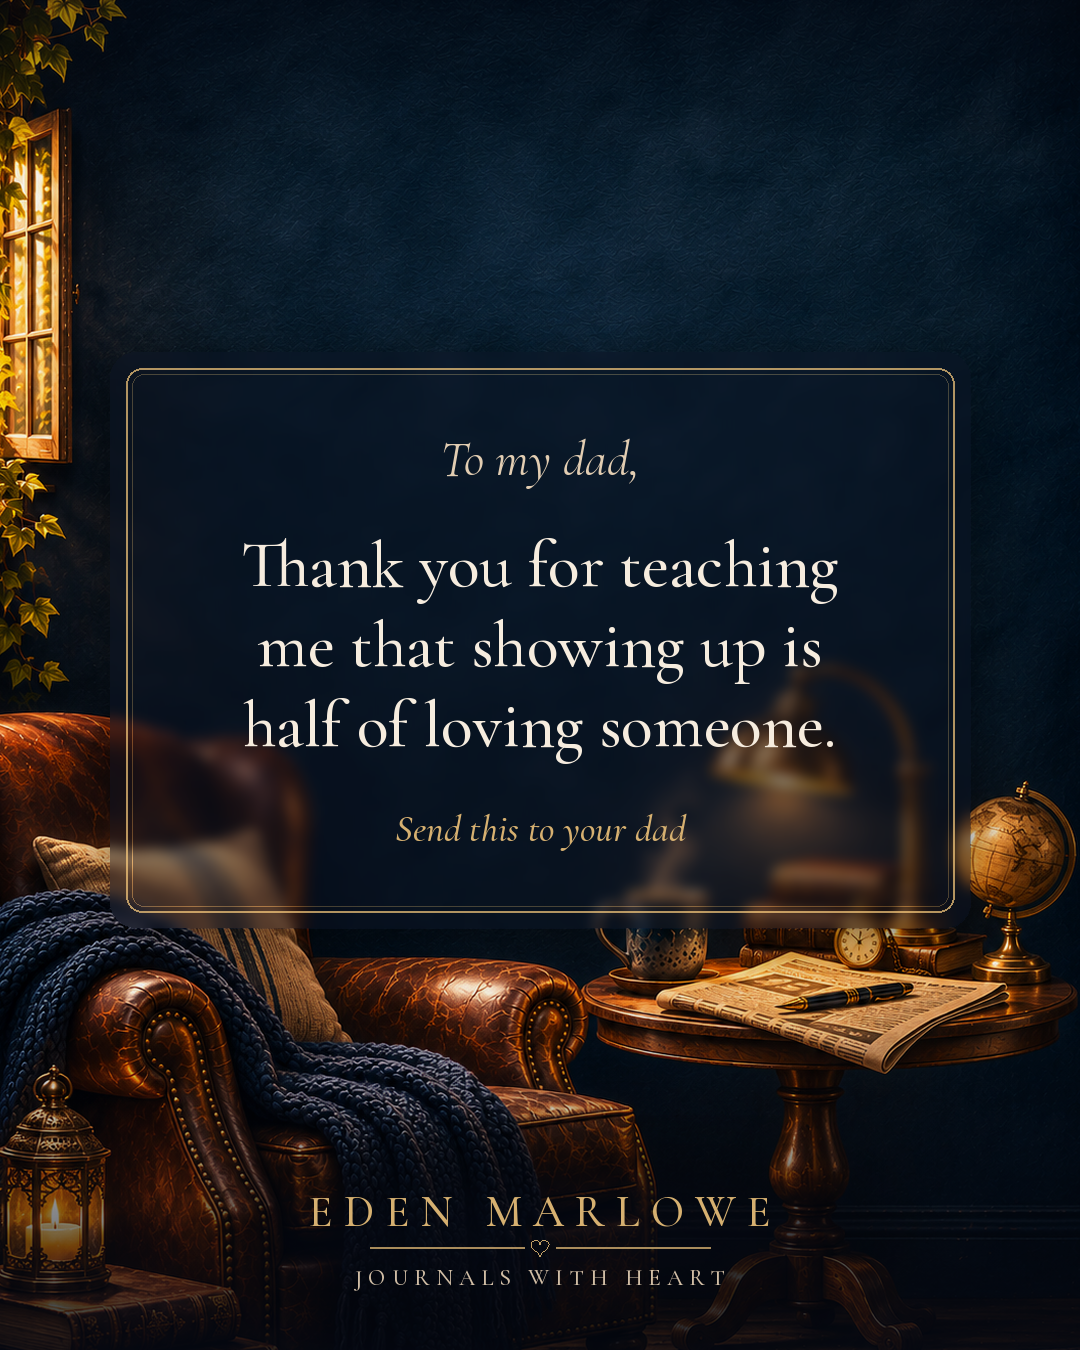 To my dad,
Thank you for teaching
me that showing up is
half of loving someone.
Send this to your dad
EDEN MARLOWE
JOURNALS WITH HEART